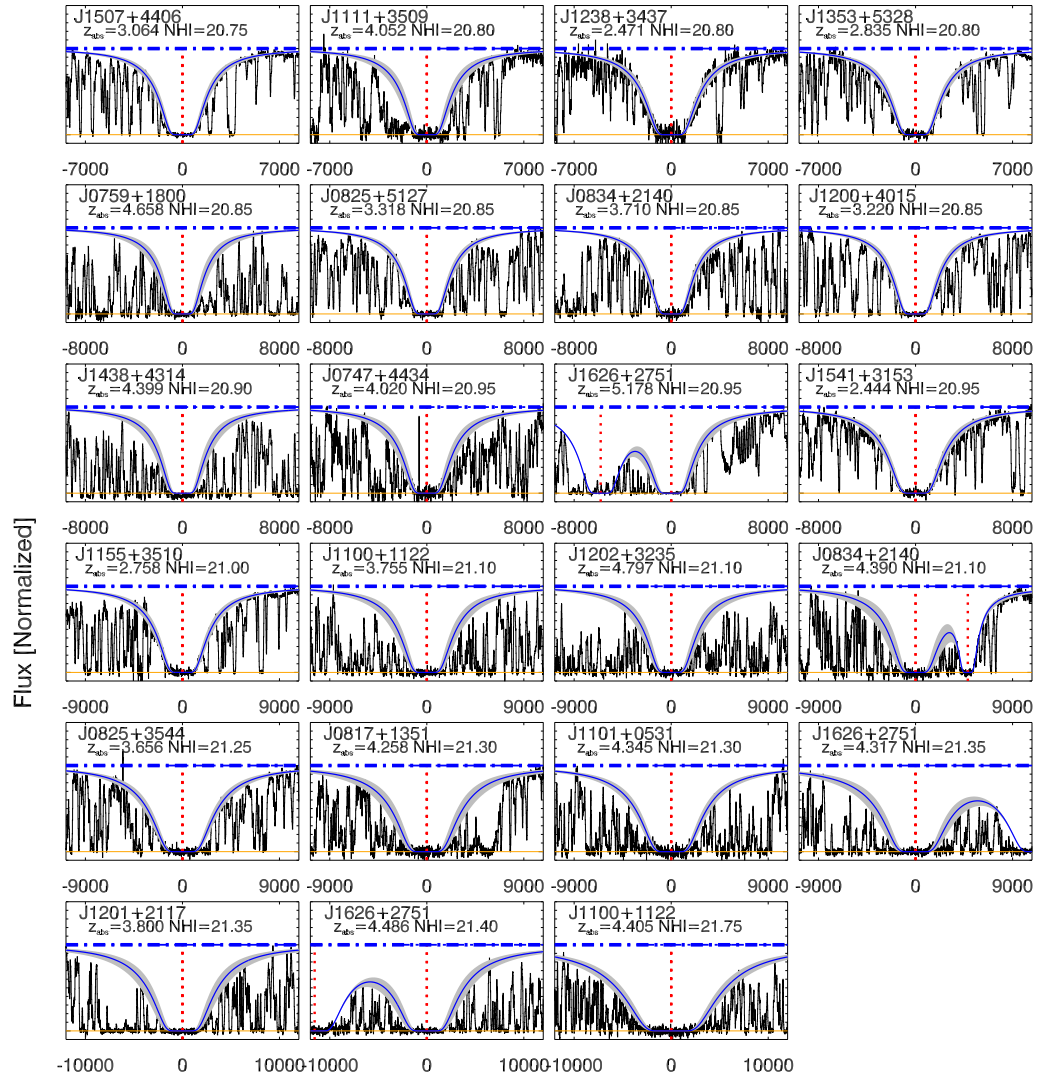 J1507+4406
z_abs=3.064 NHI=20.75
J1111+3509
z_abs=4.052 NHI=20.80
J1238+3437
z_abs=2.471 NHI=20.80
J1353+5328
z_abs=2.835 NHI=20.80
-7000 0 7000 -7000 0 7000 -7000 0 7000 -7000 0 7000
J0759+1800
z_abs=4.658 NHI=20.85
J0825+5127
z_abs=3.318 NHI=20.85
J0834+2140
z_abs=3.710 NHI=20.85
J1200+4015
z_abs=3.220 NHI=20.85
-8000 0 8000 -8000 0 8000 -8000 0 8000 -8000 0 8000
J1438+4314
z_abs=4.399 NHI=20.90
J0747+4434
z_abs=4.020 NHI=20.95
J1626+2751
z_abs=5.178 NHI=20.95
J1541+3153
z_abs=2.444 NHI=20.95
-8000 0 8000 -8000 0 8000 -8000 0 8000 -8000 0 8000
Flux [Normalized]
J1155+3510
z_abs=2.758 NHI=21.00
J1100+1122
z_abs=3.755 NHI=21.10
J1202+3235
z_abs=4.797 NHI=21.10
J0834+2140
z_abs=4.390 NHI=21.10
-9000 0 9000 -9000 0 9000 -9000 0 9000 -9000 0 9000
J0825+3544
z_abs=3.656 NHI=21.25
J0817+1351
z_abs=4.258 NHI=21.30
J1101+0531
z_abs=4.345 NHI=21.30
J1626+2751
z_abs=4.317 NHI=21.35
-9000 0 9000 -9000 0 9000 -9000 0 9000 -9000 0 9000
J1201+2117
z_abs=3.800 NHI=21.35
J1626+2751
z_abs=4.486 NHI=21.40
J1100+1122
z_abs=4.405 NHI=21.75
-10000 0 10000 -10000 0 10000 -10000 0 10000